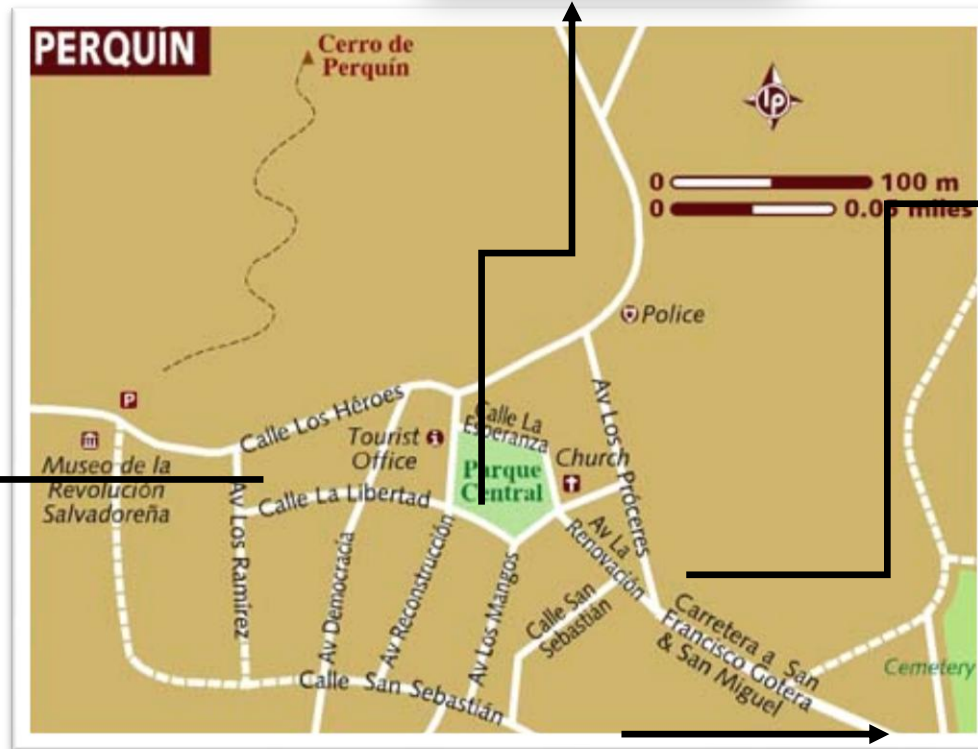 PERQUÍN
Cerro de
Perquín
lp
0 100 m
0 miles
Police
Calle Los Héroes
Tourist
Office
Calle La
Esperanza
Parque
Central
Church
Av Los Próceres
Museo de la
Revolución
Salvadoreña
P
Calle La Libertad
Av Los Ramírez
Av Democracia
Av Reconstrucción
Av Los Mangos
Av La
Renovación
Calle San
Sebastián
Carretera a San
Francisco Gotera
& San Miguel
Calle San Sebastián
Cemetery